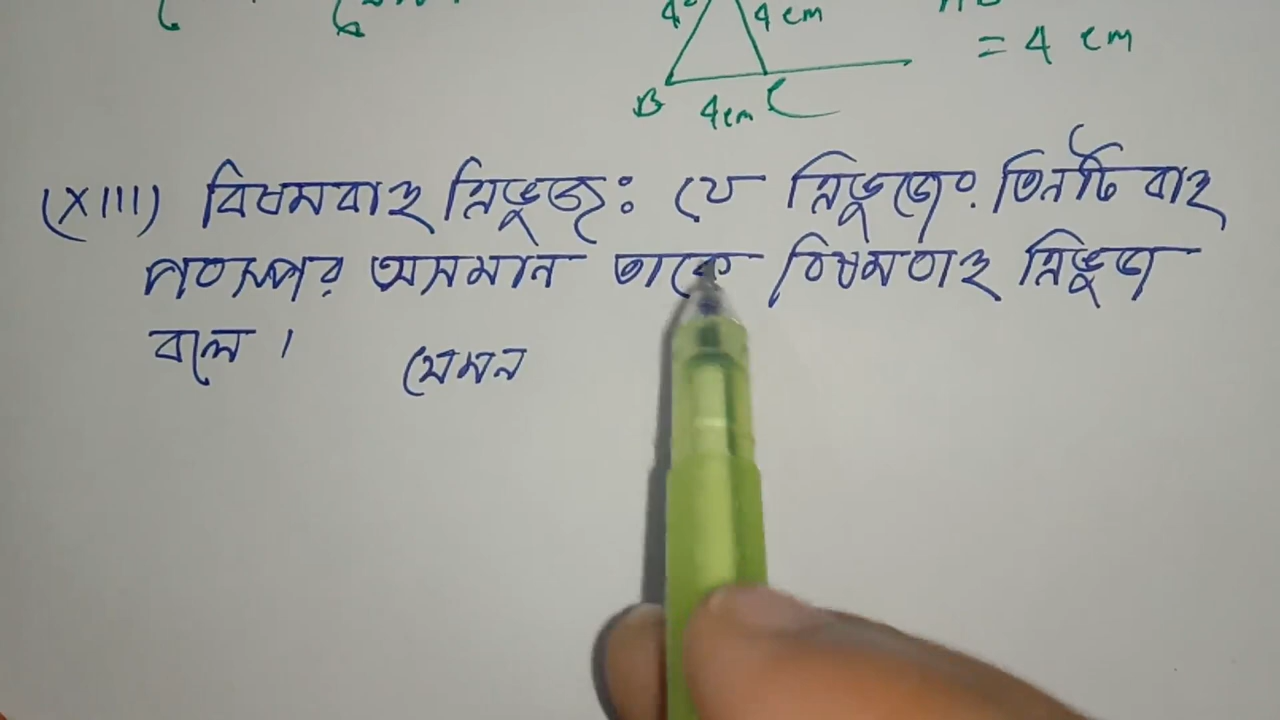 4 cm
= 4 cm
B 4cm C
(XIII) বিষমবাহু ত্রিভুজ: যে ত্রিভুজের তিনটি বাহু
পরস্পর অসমান তাকে বিষমবাহু ত্রিভুজ
বলে । যেমন